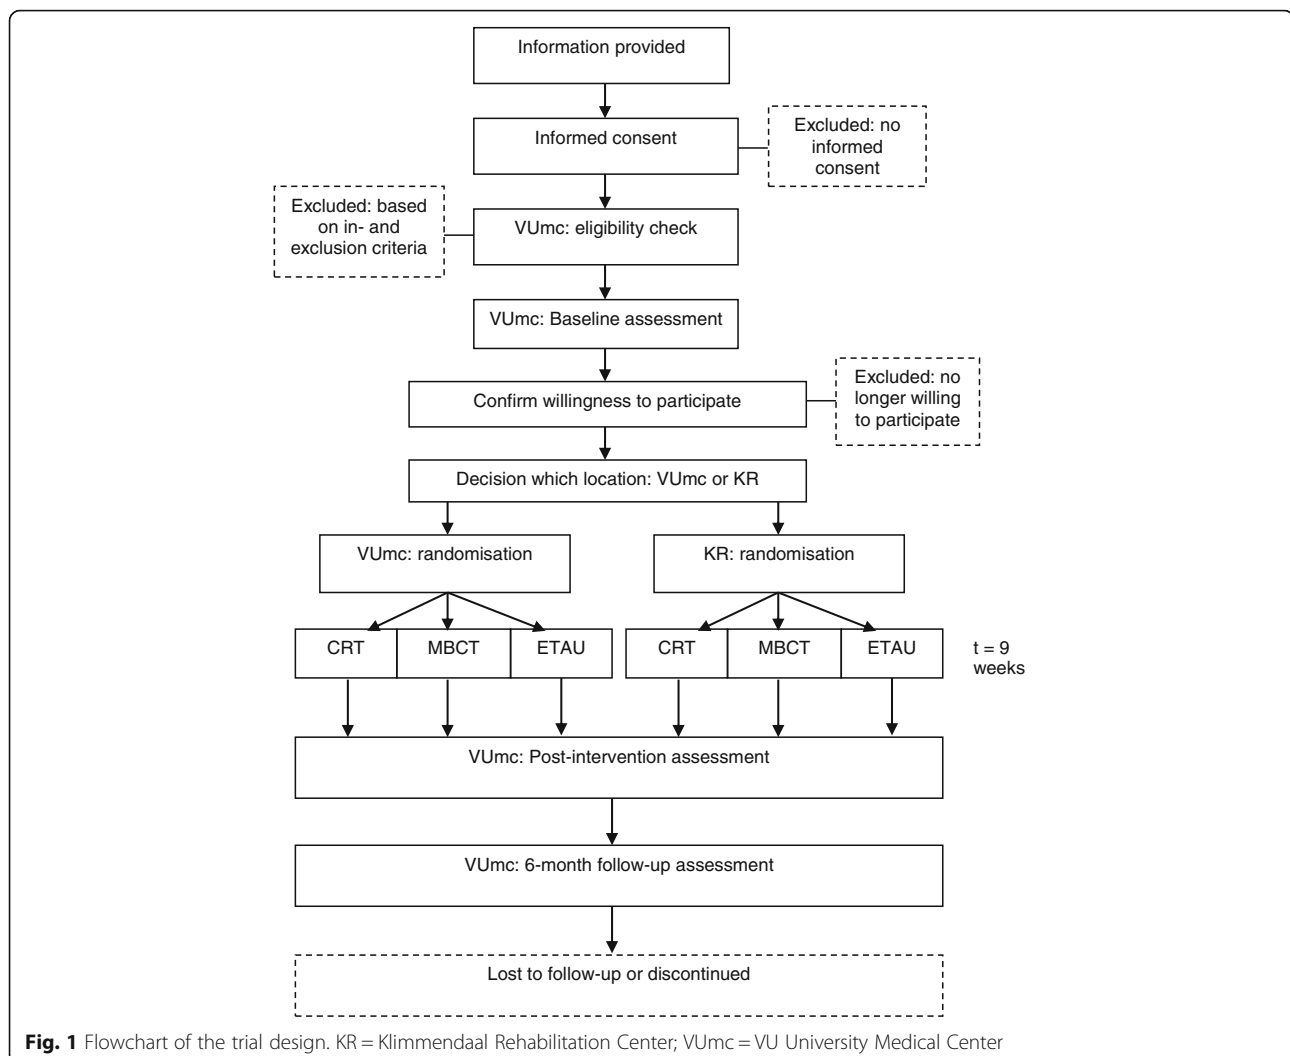 Information provided
Informed consent
Excluded: no
informed
consent
Excluded: based
on in- and
exclusion criteria
VUmc: eligibility check
VUmc: Baseline assessment
Confirm willingness to participate
Excluded: no
longer willing
to participate
Decision which location: VUmc or KR
VUmc: randomisation
KR: randomisation
CRT
MBCT
ETAU
CRT
MBCT
ETAU
t = 9
weeks
VUmc: Post-intervention assessment
VUmc: 6-month follow-up assessment
Lost to follow-up or discontinued
Fig. 1 Flowchart of the trial design. KR = Klimmendaal Rehabilitation Center; VUmc = VU University Medical Center